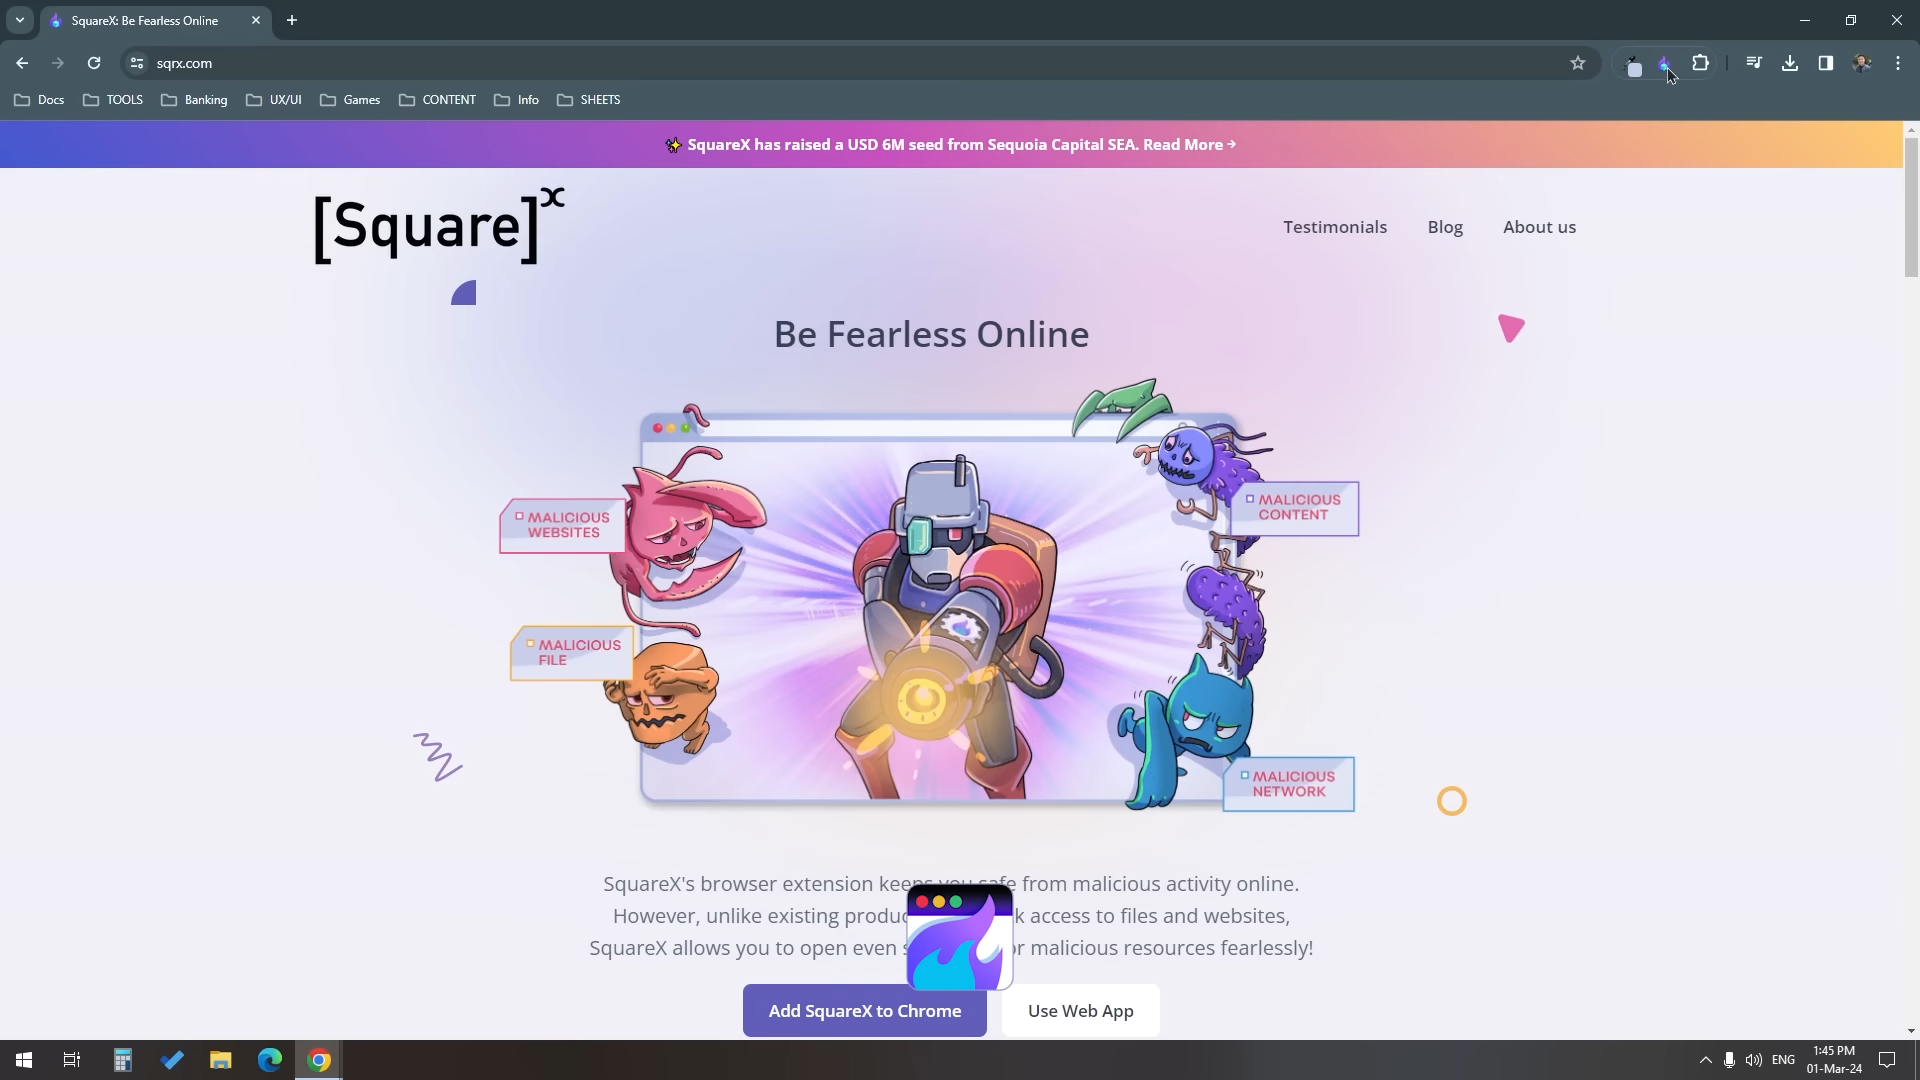 SquareX: Be Fearless Online
sqrx.com
Docs
TOOLS
Banking
UX/UI
Games
CONTENT
Info
SHEETS
✨ SquareX has raised a USD 6M seed from Sequoia Capital SEA. Read More →
[Square]x
Testimonials
Blog
About us
Be Fearless Online
MALICIOUS
WEBSITES
MALICIOUS
CONTENT
MALICIOUS
FILE
MALICIOUS
NETWORK
SquareX's browser extension keeps you safe from malicious activity online.
However, unlike existing k access to files and websites,
SquareX allows you to open even malicious resources fearlessly!
Add SquareX to Chrome
Use Web App
ENG
1:45 PM
01-Mar-24